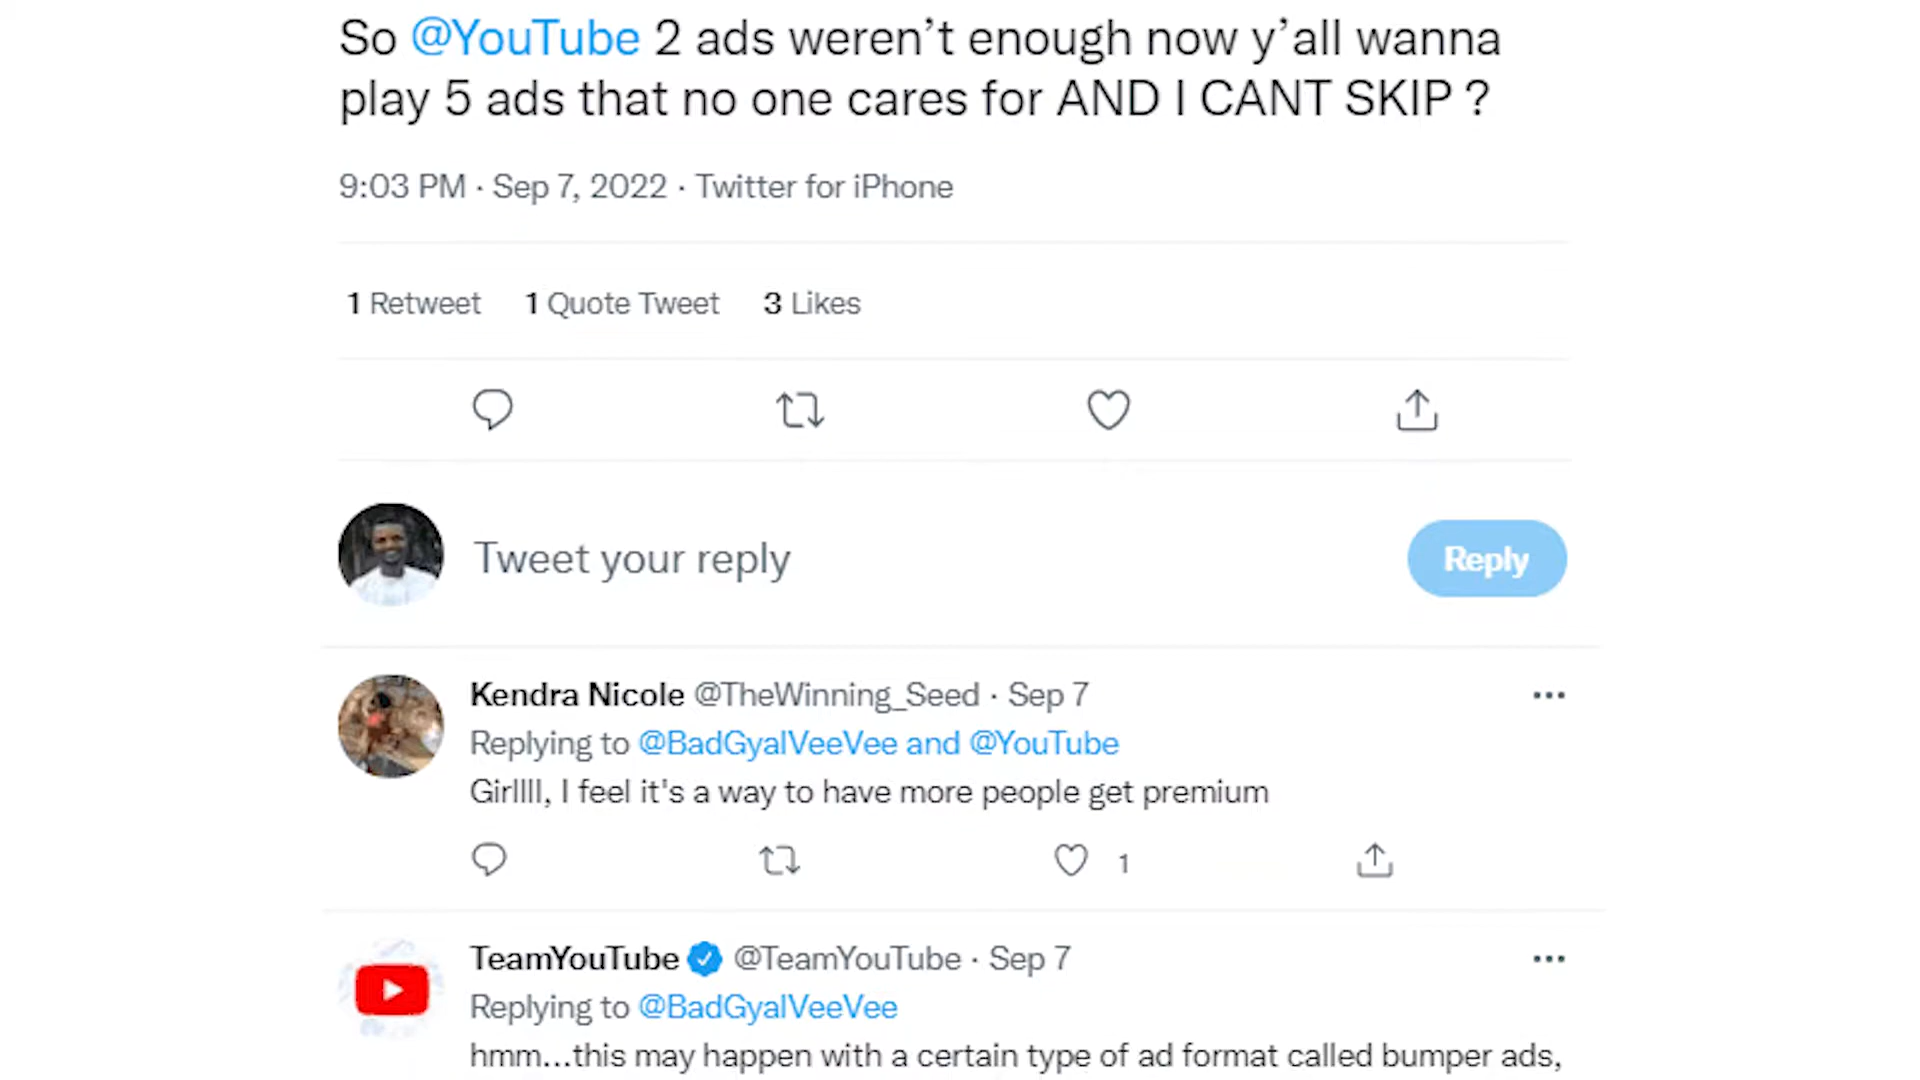 So @YouTube 2 ads weren’t enough now y’all wanna
play 5 ads that no one cares for AND I CANT SKIP ?
9:03 PM · Sep 7, 2022 · Twitter for iPhone
1 Retweet 1 Quote Tweet 3 Likes
Tweet your reply
Reply
Kendra Nicole @TheWinning_Seed · Sep 7
Replying to @BadGyalVeeVee and @YouTube
Girllll, I feel it's a way to have more people get premium
1
TeamYouTube @TeamYouTube · Sep 7
Replying to @BadGyalVeeVee
hmm...this may happen with a certain type of ad format called bumper ads,